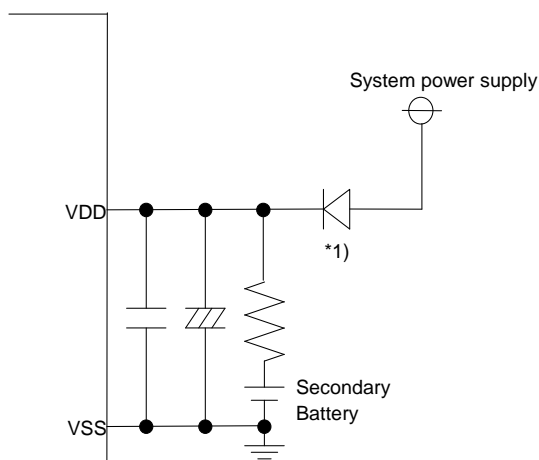 System power supply
VDD
*1)
Secondary
Battery
VSS